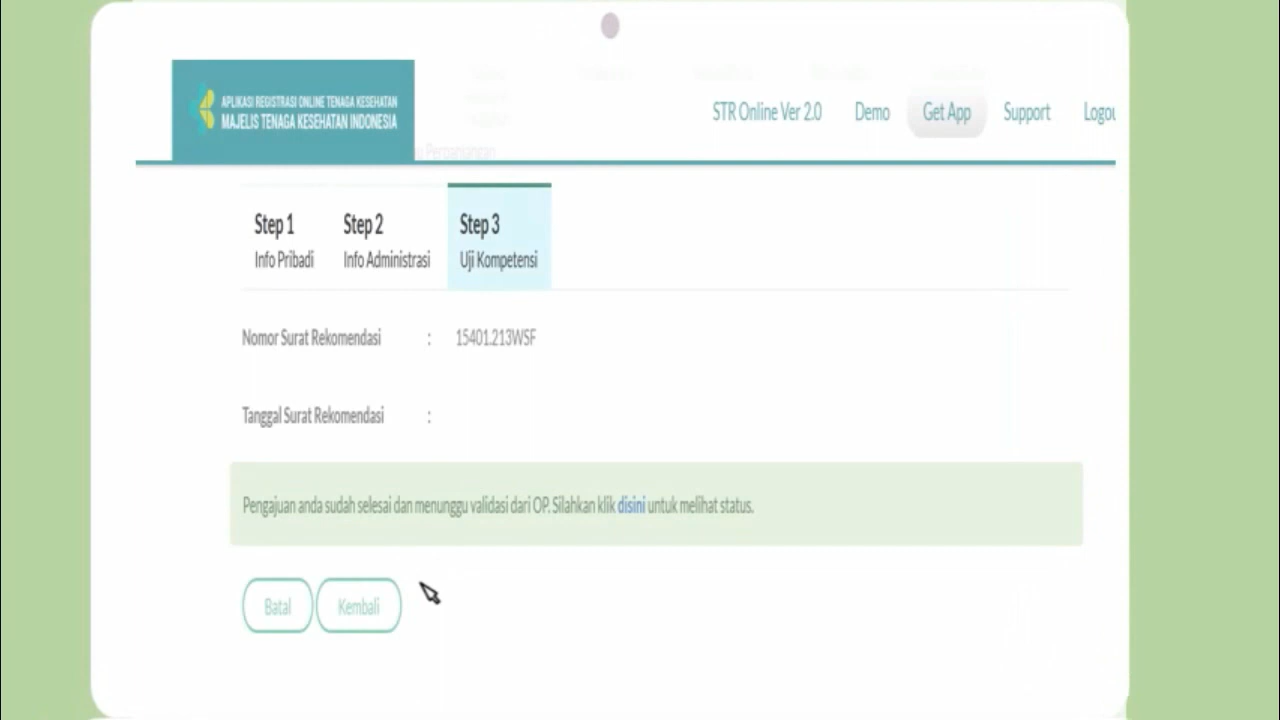 APLIKASI REGISTRASI ONLINE TENAGA KESEHATAN
MAJELIS TENAGA KESEHATAN INDONESIA
STR Online Ver 2.0 Demo Get App Support Logou
Step 1 Step 2 Step 3
Info Pribadi Info Administrasi Uji Kompetensi
Nomor Surat Rekomendasi : 15401.213WSF
Tanggal Surat Rekomendasi :
Pengajuan anda sudah selesai dan menunggu validasi dari OP. Silahkan klik disini untuk melihat status.
Batal Kembali